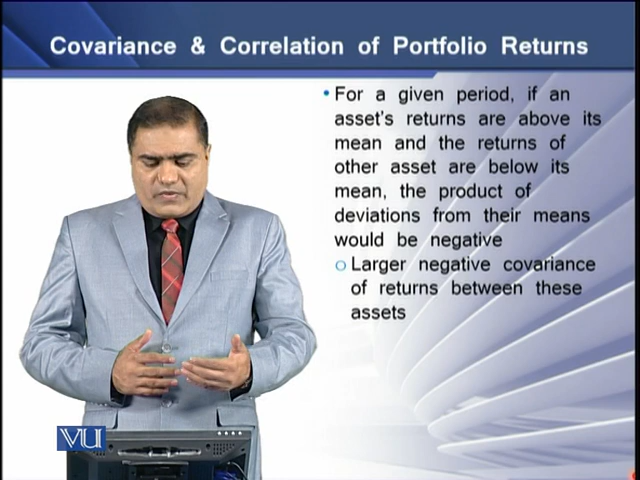 Covariance & Correlation of Portfolio Returns
• For a given period, if an
asset's returns are above its
mean and the returns of
other asset are below its
mean, the product of
deviations from their means
would be negative
o Larger negative covariance
of returns between these
assets
VU